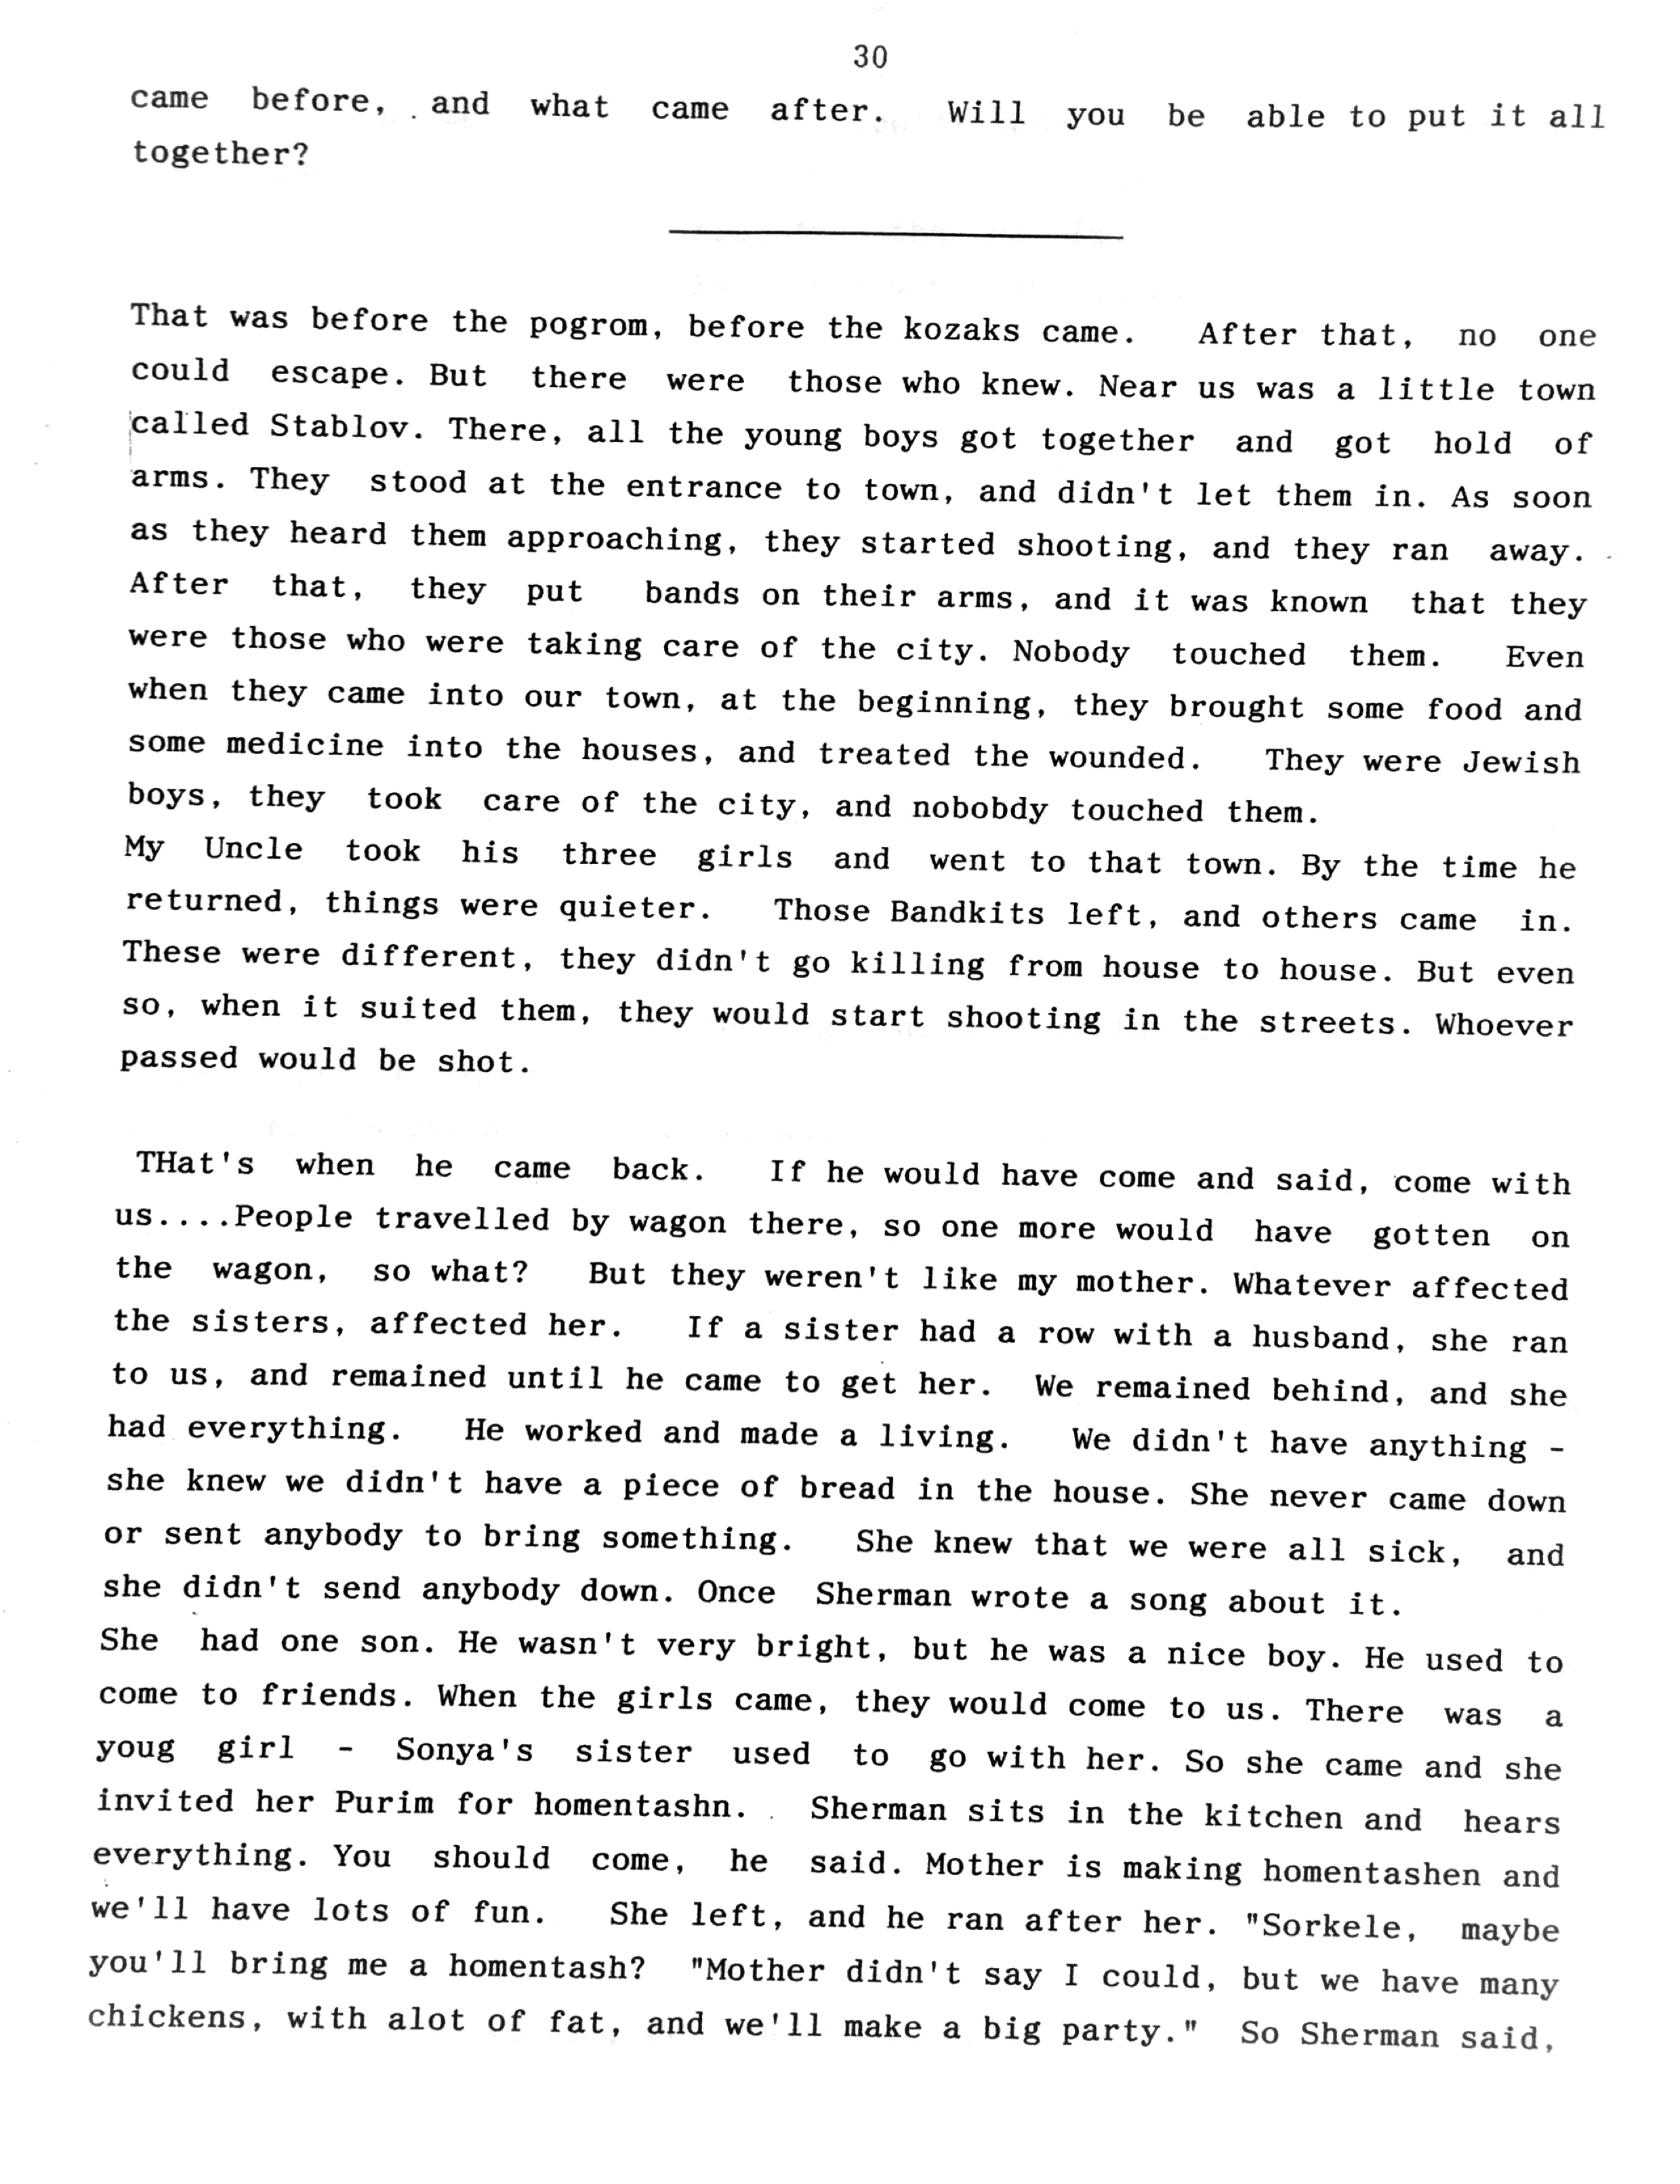 30
came before, and what came after. Will you be able to put it all
together?
That was before the pogrom, before the kozaks came. After that, no one
could escape. But there were those who knew. Near us was a little town
called Stablov. There, all the young boys got together and got hold of
arms. They stood at the entrance to town, and didn't let them in. As soon
as they heard them approaching, they started shooting, and they ran away.
After that, they put bands on their arms, and it was known that they
were those who were taking care of the city. Nobody touched them. Even
when they came into our town, at the beginning, they brought some food and
some medicine into the houses, and treated the wounded. They were Jewish
boys, they took care of the city, and nobobdy touched them.
My Uncle took his three girls and went to that town. By the time he
returned, things were quieter. Those Bandkits left, and others came in.
These were different, they didn't go killing from house to house. But even
so, when it suited them, they would start shooting in the streets. Whoever
passed would be shot.
THat's when he came back. If he would have come and said, come with
us....People travelled by wagon there, so one more would have gotten on
the wagon, so what? But they weren't like my mother. Whatever affected
the sisters, affected her. If a sister had a row with a husband, she ran
to us, and remained until he came to get her. We remained behind, and she
had everything. He worked and made a living. We didn't have anything -
she knew we didn't have a piece of bread in the house. She never came down
or sent anybody to bring something. She knew that we were all sick, and
she didn't send anybody down. Once Sherman wrote a song about it.
She had one son. He wasn't very bright, but he was a nice boy. He used to
come to friends. When the girls came, they would come to us. There was a
youg girl - Sonya's sister used to go with her. So she came and she
invited her Purim for homentashn. Sherman sits in the kitchen and hears
everything. You should come, he said. Mother is making homentashen and
we'll have lots of fun. She left, and he ran after her. "Sorkele, maybe
you'll bring me a homentash? "Mother didn't say I could, but we have many
chickens, with alot of fat, and we'll make a big party." So Sherman said,